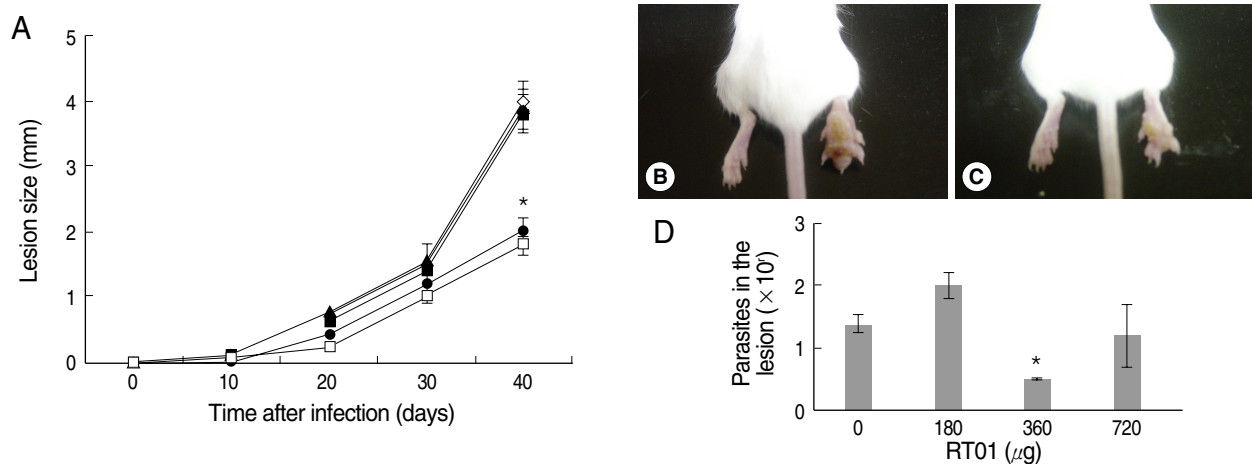 A
5
4
3
2
1
0
Lesion size (mm)
*
0 10 20 30 40
Time after infection (days)
B
C
D
3
2
1
0
Parasites in the
lesion (× 10ʳ)
*
0 180 360 720
RT01 (μg)